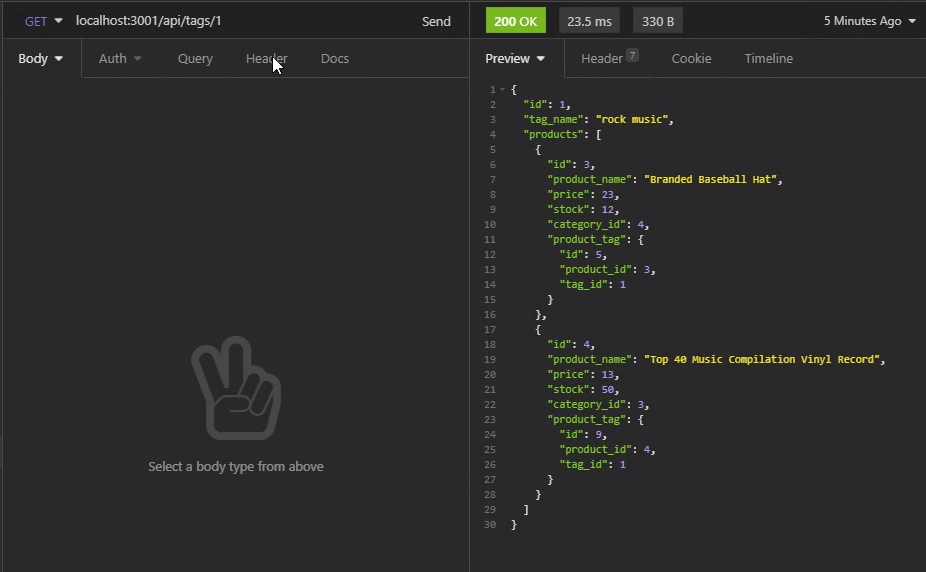 GET localhost:3001/api/tags/1 Send 200 OK 23.5 ms 330 B 5 Minutes Ago
Body Auth Query Header Docs Preview Header 7 Cookie Timeline
Select a body type from above
1 {
2 "id": 1,
3 "tag_name": "rock music",
4 "products": [
5 {
6 "id": 3,
7 "product_name": "Branded Baseball Hat",
8 "price": 23,
9 "stock": 12,
10 "category_id": 4,
11 "product_tag": {
12 "id": 5,
13 "product_id": 3,
14 "tag_id": 1
15 }
16 },
17 {
18 "id": 4,
19 "product_name": "Top 40 Music Compilation Vinyl Record",
20 "price": 13,
21 "stock": 50,
22 "category_id": 3,
23 "product_tag": {
24 "id": 9,
25 "product_id": 4,
26 "tag_id": 1
27 }
28 }
29 ]
30 }